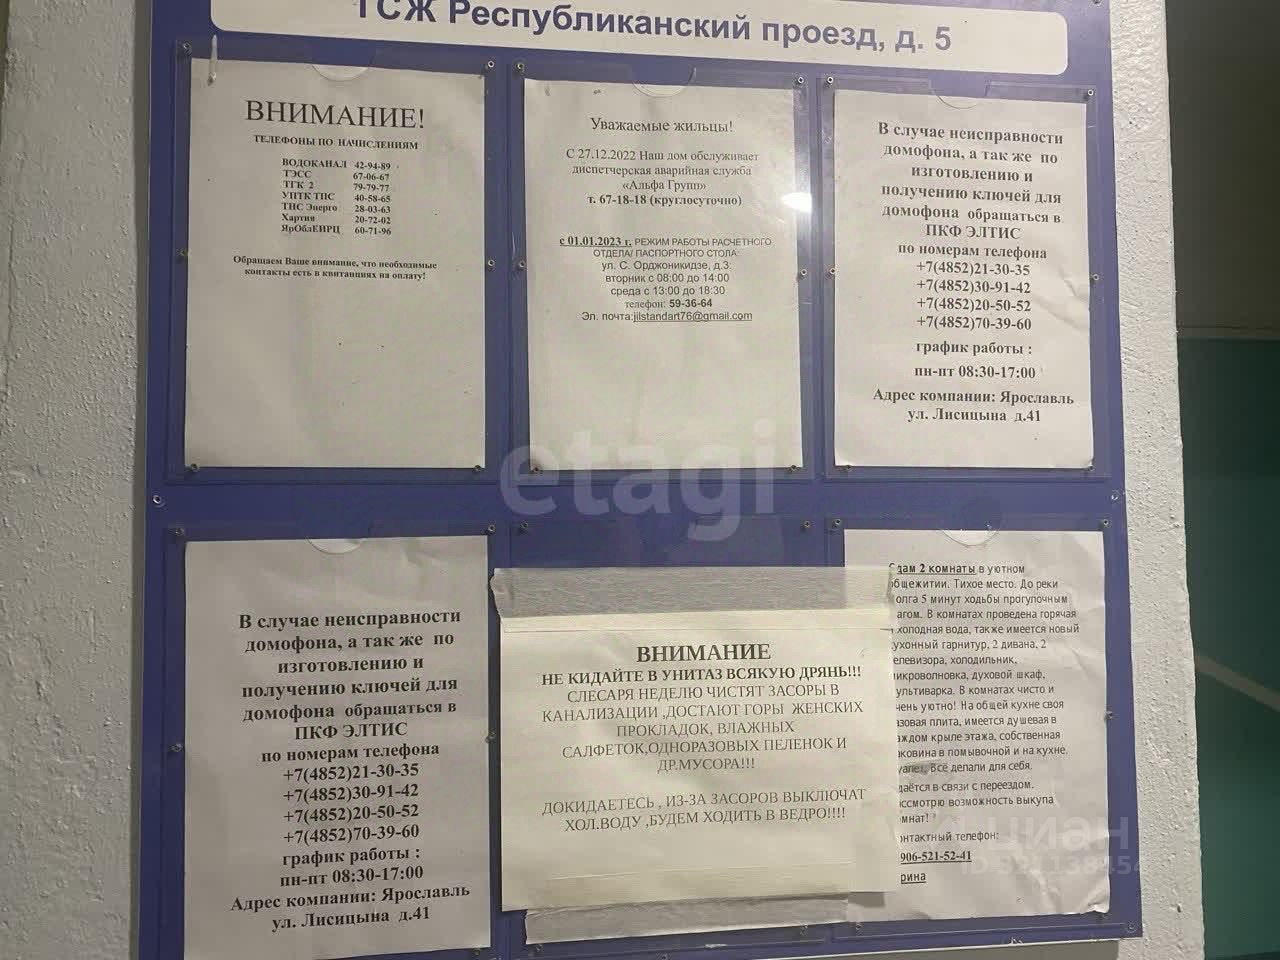 ТСЖ Республиканский проезд, д. 5
ВНИМАНИЕ!
ТЕЛЕФОНЫ ПО НАЧИСЛЕНИЯМ
ВОДОКАНАЛ 42-94-89
ТЭСС 67-06-67
ТГК 2 79-79-77
УПТК ТПС 40-58-65
ТНС Энерго 28-03-63
Хартия 20-72-02
ЯрОблЕИРЦ 60-71-96
Обращаем Ваше внимание, что необходимые
контакты есть в квитанциях на оплату!
Уважаемые жильцы!
С 27.12.2022 Наш дом обслуживает
диспетчерская аварийная служба
«Альфа Групп»
т. 67-18-18 (круглосуточно)
с 01.01.2023 г. РЕЖИМ РАБОТЫ РАСЧЕТНОГО
ОТДЕЛА/ ПАСПОРТНОГО СТОЛА:
ул. С. Орджоникидзе, д.3:
вторник с 08:00 до 14:00
среда с 13:00 до 18:30
телефон: 59-36-64
Эл. почта:jilstandart76@gmail.com
В случае неисправности
домофона, а так же по
изготовлению и
получению ключей для
домофона обращаться в
ПКФ ЭЛТИС
по номерам телефона
+7(4852)21-30-35
+7(4852)30-91-42
+7(4852)20-50-52
+7(4852)70-39-60
график работы :
пн-пт 08:30-17:00
Адрес компании: Ярославль
ул. Лисицына д.41
etagi
В случае неисправности
домофона, а так же по
изготовлению и
получению ключей для
домофона обращаться в
ПКФ ЭЛТИС
по номерам телефона
+7(4852)21-30-35
+7(4852)30-91-42
+7(4852)20-50-52
+7(4852)70-39-60
график работы :
пн-пт 08:30-17:00
Адрес компании: Ярославль
ул. Лисицына д.41
ВНИМАНИЕ
НЕ КИДАЙТЕ В УНИТАЗ ВСЯКУЮ ДРЯНЬ!!!
СЛЕСАРЯ НЕДЕЛЮ ЧИСТЯТ ЗАСОРЫ В
КАНАЛИЗАЦИИ ,ДОСТАЮТ ГОРЫ ЖЕНСКИХ
ПРОКЛАДОК, ВЛАЖНЫХ
САЛФЕТОК,ОДНОРАЗОВЫХ ПЕЛЕНОК И
ДР.МУСОРА!!!
ДОКИДАЕТЕСЬ , ИЗ-ЗА ЗАСОРОВ ВЫКЛЮЧАТ
ХОЛ.ВОДУ ,БУДЕМ ХОДИТЬ В ВЕДРО!!!!
Сдам 2 комнаты в уютном
общежитии. Тихое место. До реки
олга 5 минут ходьбы прогулочным
агом. В комнатах проведена горячая
холодная вода, также имеется новый
ухонный гарнитур, 2 дивана, 2
елевизора, холодильник,
икроволновка, духовой шкаф,
ультиварка. В комнатах чисто и
чень уютно! На общей кухне своя
азовая плита, имеется душевая в
аждом крыле этажа, собственная
аковина в помывочной и на кухне.
уалет. Всё делали для себя.
даётся в связи с переездом.
ассмотрю возможность выкупа
омнат!
онтактный телефон:
906-521-52-41
рина
циан